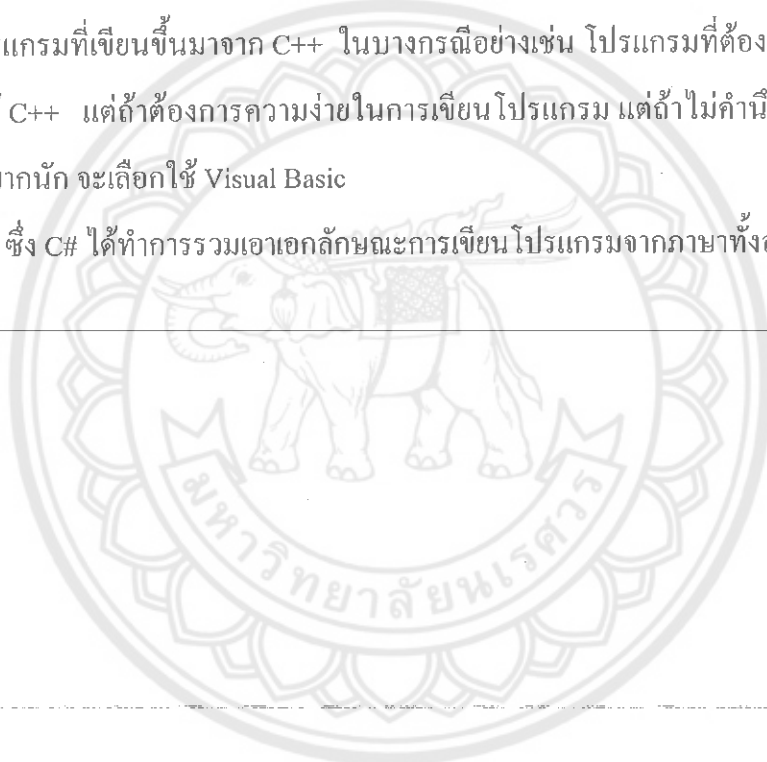 แกรมที่เขียนขึ้นมาจาก C++ ในบางกรณีอย่างเช่น โปรแกรมที่ต้อง
C++ แต่ถ้าต้องการความง่ายในการเขียนโปรแกรม แต่ถ้าไม่คำนึ
ากนัก จะเลือกใช้ Visual Basic
ซึ่ง C# ได้ทำการรวมเอาเอกลักษณะการเขียนโปรแกรมจากภาษาทั้ง
มหาวิทยาลัยนเรศวร